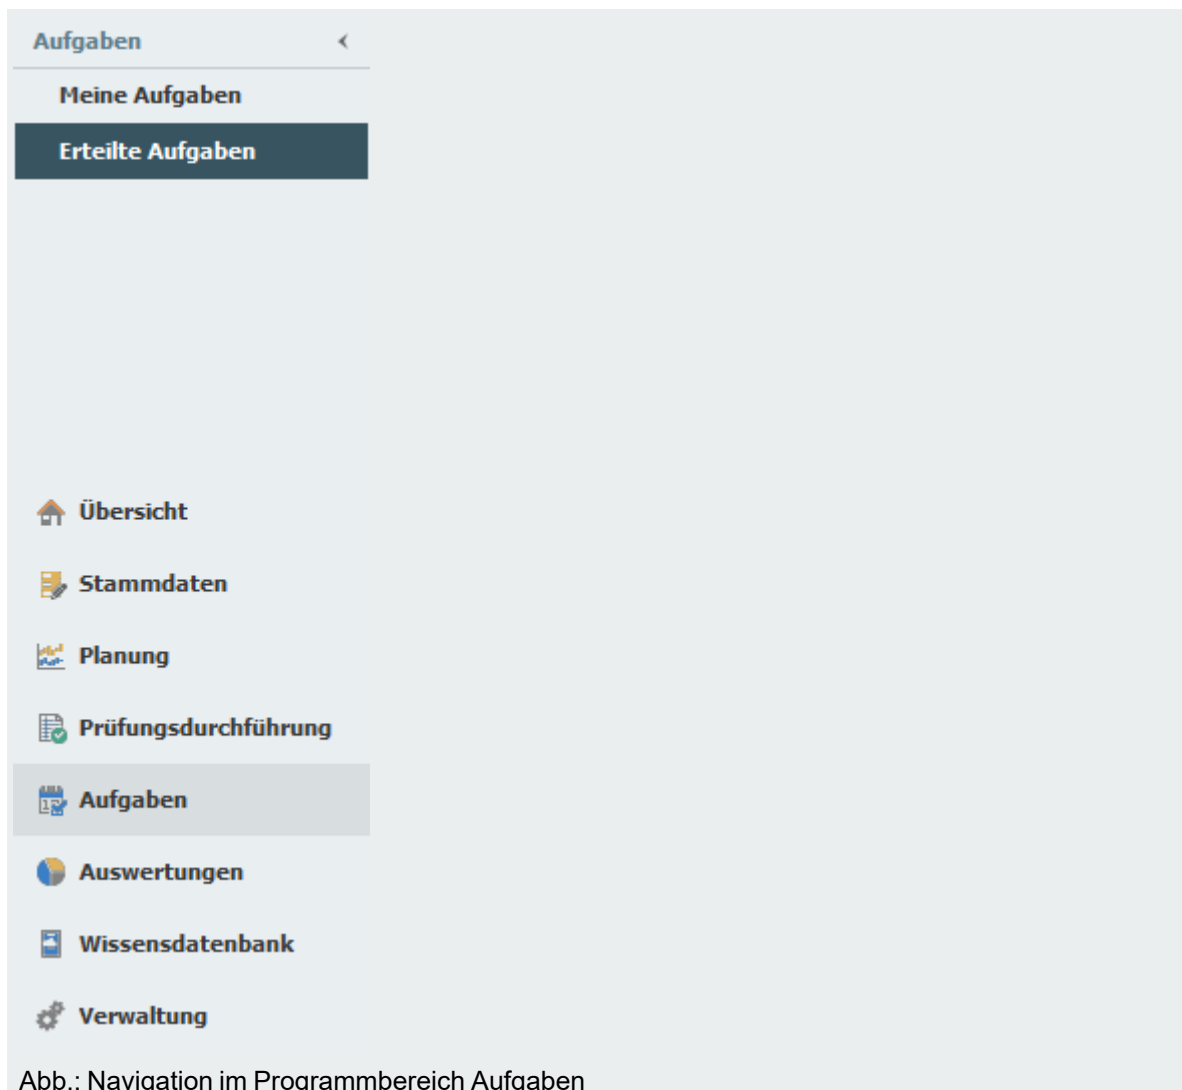 Aufgaben
Meine Aufgaben
Erteilte Aufgaben
Übersicht
Stammdaten
Planung
Prüfungsdurchführung
Aufgaben
Auswertungen
Wissensdatenbank
Verwaltung
Abb.: Navigation im Programmbereich Aufgaben